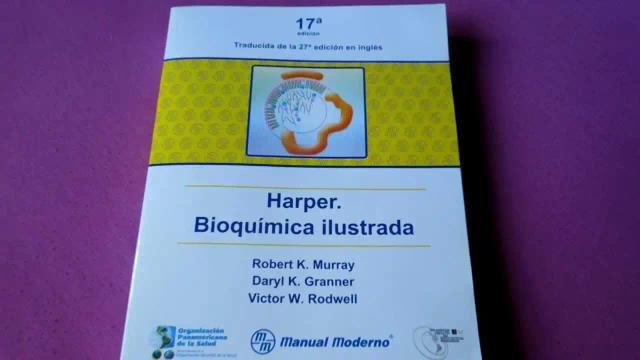 17ª
edición
Traducida de la 27ª edición en inglés
Harper.
Bioquímica ilustrada
Robert K. Murray
Daryl K. Granner
Victor W. Rodwell
Organización
Panamericana
de la Salud
Manual Moderno®